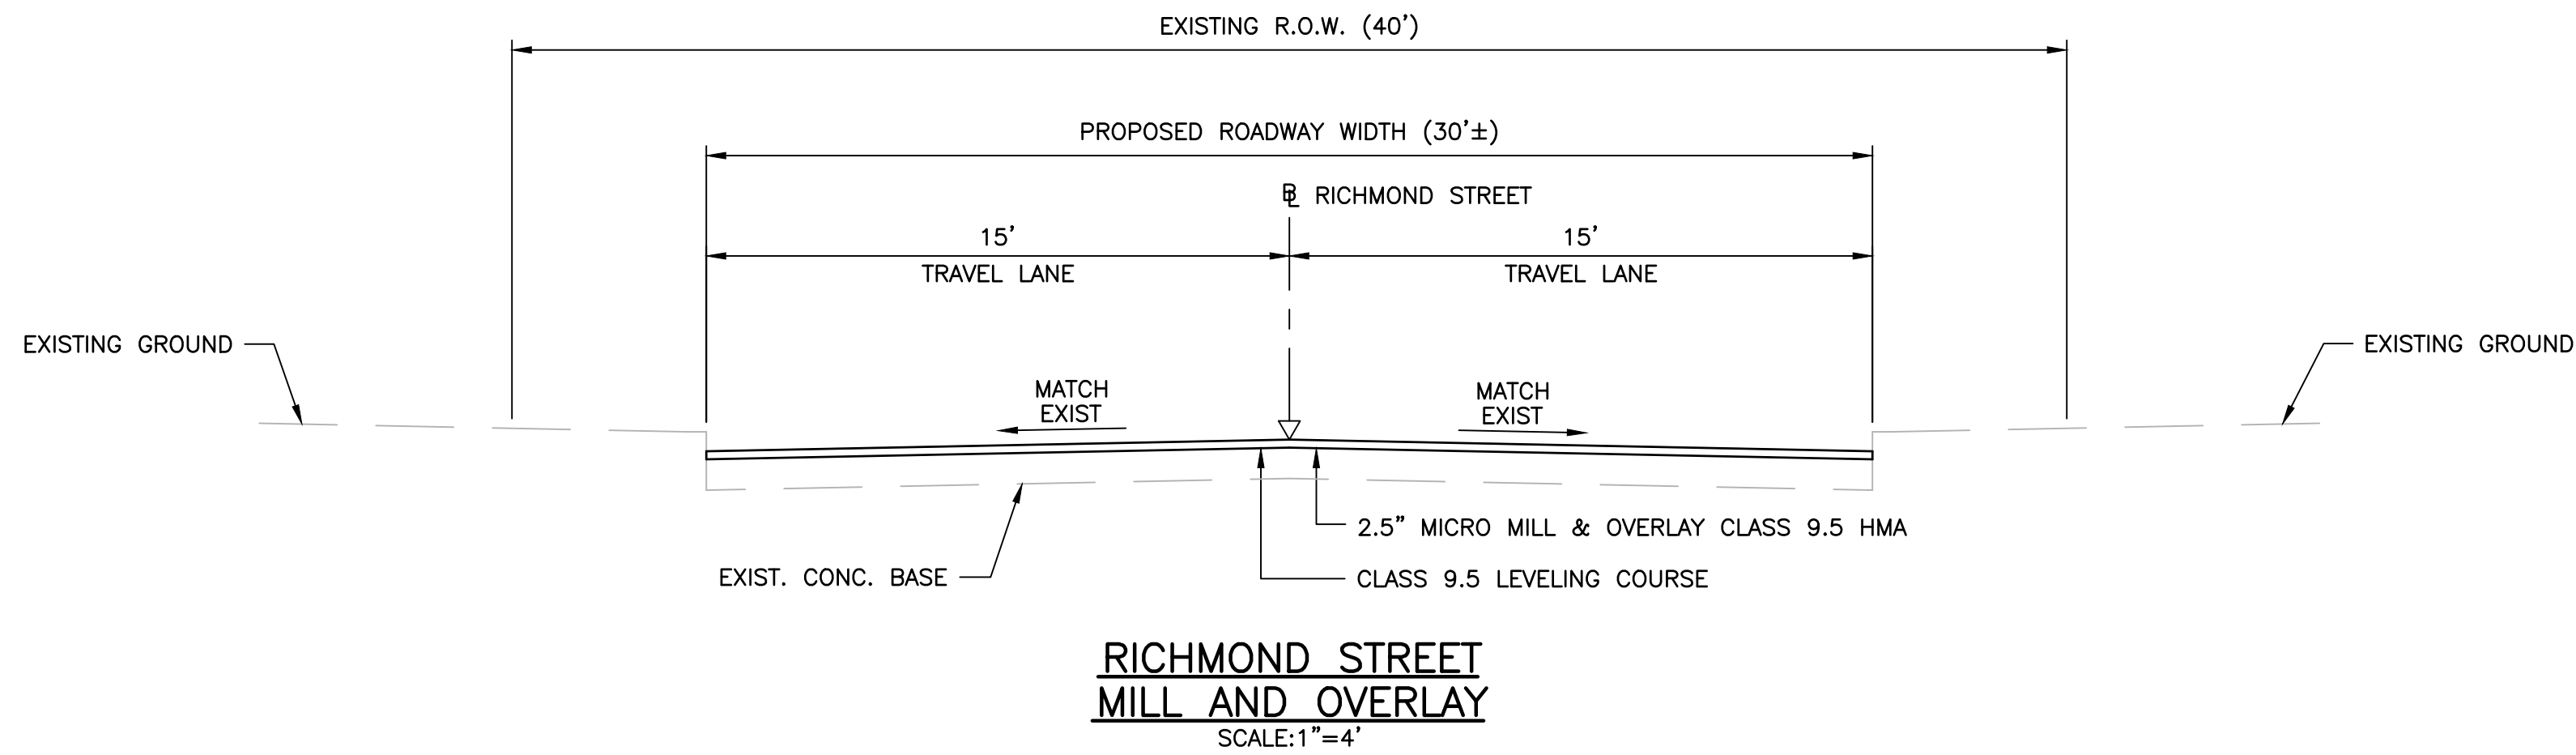 EXISTING R.O.W. (40')
PROPOSED ROADWAY WIDTH (30'±)
BL RICHMOND STREET
15'
TRAVEL LANE
15'
TRAVEL LANE
EXISTING GROUND
EXISTING GROUND
MATCH
EXIST
MATCH
EXIST
2.5" MICRO MILL & OVERLAY CLASS 9.5 HMA
EXIST. CONC. BASE
CLASS 9.5 LEVELING COURSE
RICHMOND STREET
MILL AND OVERLAY
SCALE:1"=4'